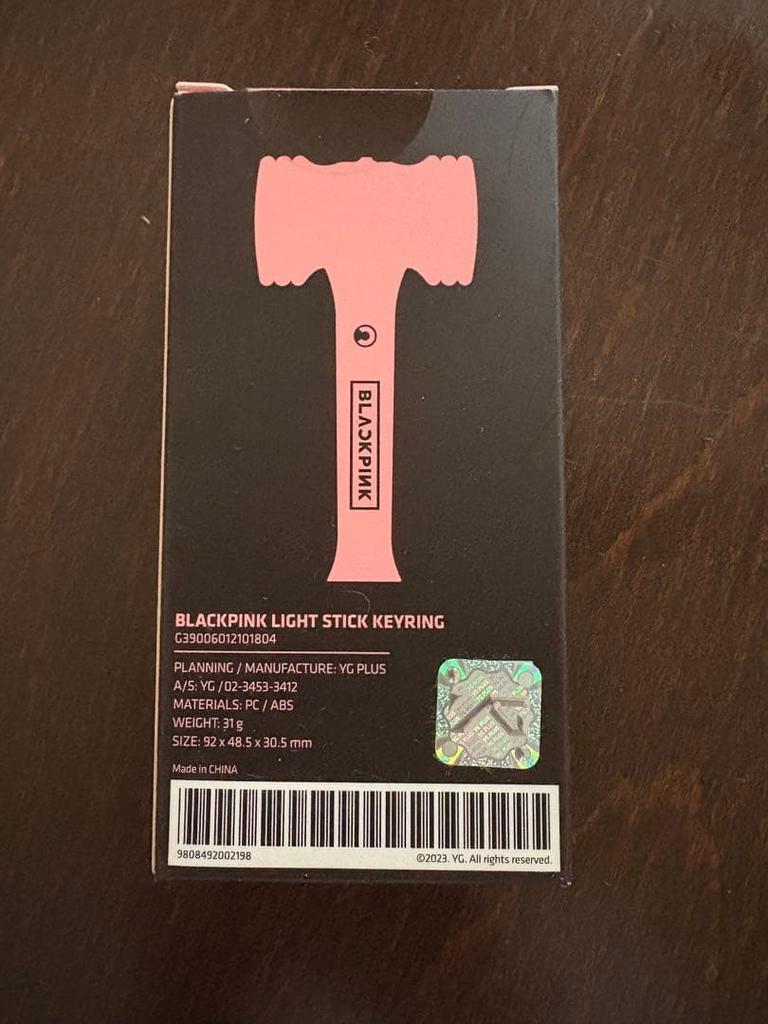 BLACKPINK
BLACKPINK LIGHT STICK KEYRING
G39006012101804
PLANNING / MANUFACTURE: YG PLUS
A/S: YG / 02-3453-3412
MATERIALS: PC / ABS
WEIGHT: 31 g
SIZE: 92 x 48.5 x 30.5 mm
Made in CHINA
9808492002198
©2023. YG. All rights reserved.